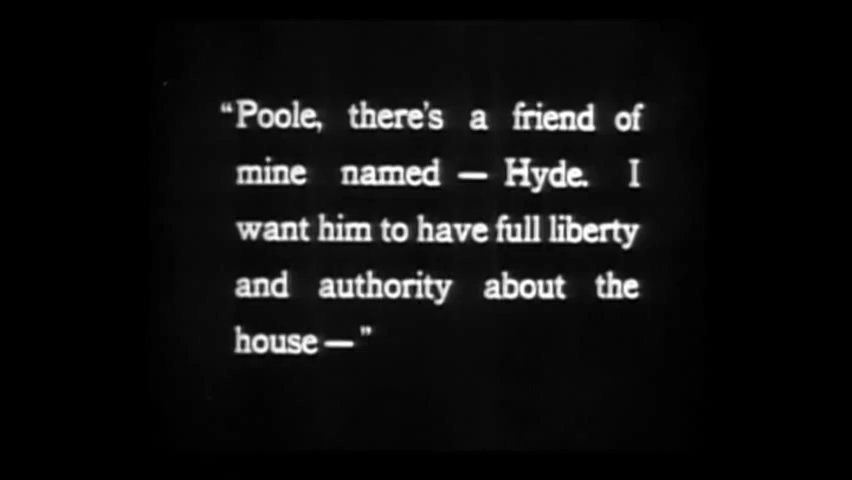 “Poole, there's a friend of
mine named — Hyde. I
want him to have full liberty
and authority about the
house—”